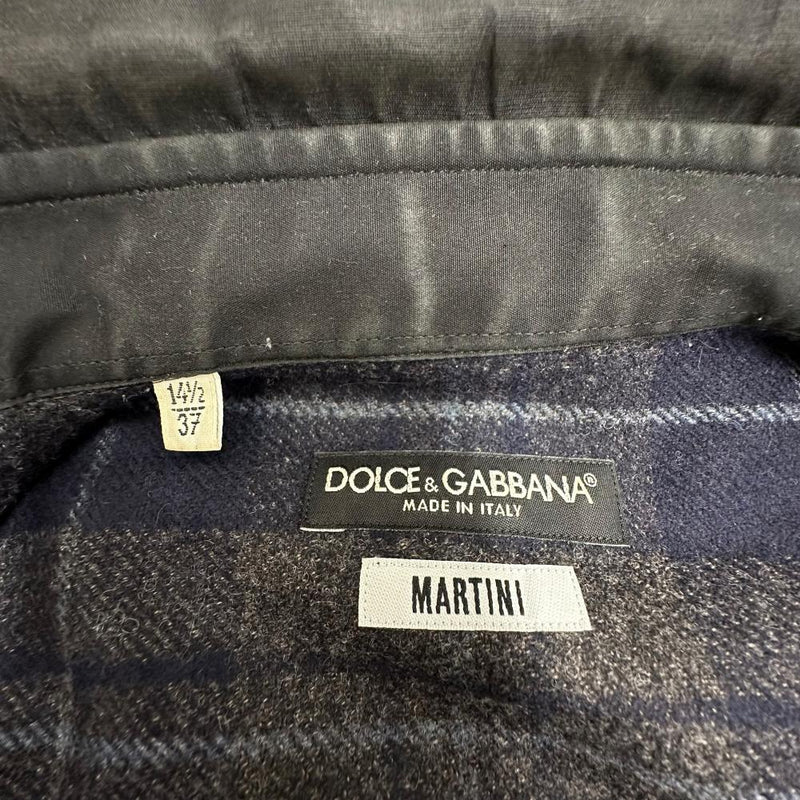 14½
37
DOLCE & GABBANA®
MADE IN ITALY
MARTINI